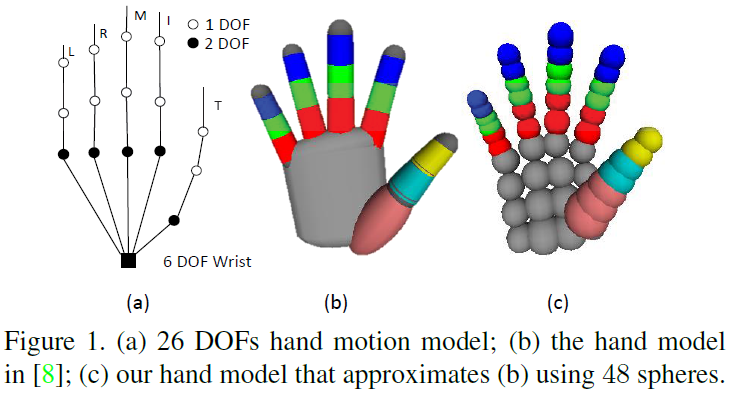 M
I
R
L
T
1 DOF
2 DOF
6 DOF Wrist
(a)
(b)
(c)
Figure 1. (a) 26 DOFs hand motion model; (b) the hand model
in [8]; (c) our hand model that approximates (b) using 48 spheres.